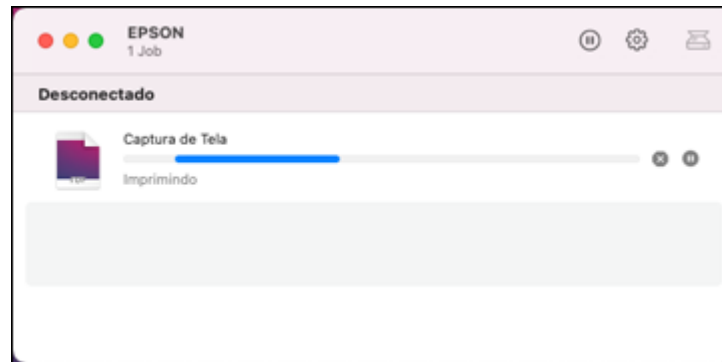 EPSON
1 Job
Desconectado
Captura de Tela
Imprimindo